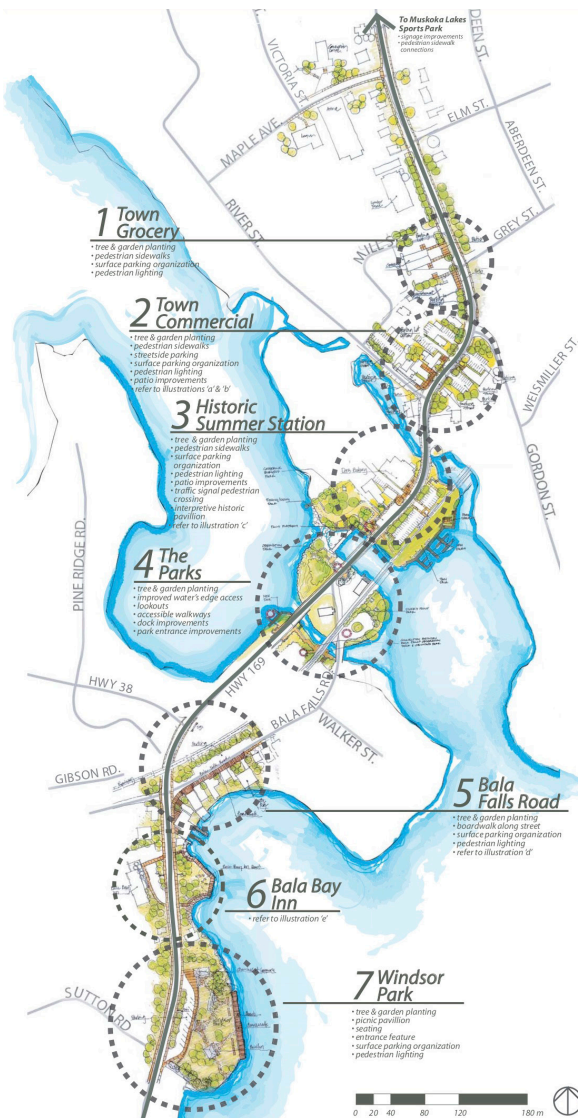 To Muskoka Lakes
Sports Park
• signage improvements
• pedestrian sidewalk
connections
DEEN ST.
VICTORIA ST.
MAPLE AVE.
ELM ST.
ABERDEEN ST.
RIVER ST.
MILL S
GREY ST.
1 Town
Grocery
• tree & garden planting
• pedestrian sidewalks
• surface parking organization
• pedestrian lighting
2 Town
Commercial
• tree & garden planting
• pedestrian sidewalks
• streetside parking
• surface parking organization
• pedestrian lighting
• patio improvements
• refer to illustrations 'a' & 'b'
WEISMILLER ST.
GORDON ST.
3 Historic
Summer Station
• tree & garden planting
• pedestrian sidewalks
• surface parking
organization
• pedestrian lighting
• patio improvements
• traffic signal pedestrian
crossing
• interpretive historic
pavillion
• refer to illustration 'c'
PINE RIDGE RD.
4 The
Parks
• tree & garden planting
• improved water's edge access
• lookouts
• accessible walkways
• dock improvements
• park entrance improvements
HWY 169
HWY 38
BALA FALLS RD
WALKER ST.
GIBSON RD.
5 Bala
Falls Road
• tree & garden planting
• boardwalk along street
• surface parking organization
• pedestrian lighting
• refer to illustration 'd'
6 Bala Bay
Inn
• refer to illustration 'e'
SUTTON RD
7 Windsor
Park
• tree & garden planting
• picnic pavillion
• seating
• entrance feature
• surface parking organization
• pedestrian lighting
0 20 40 80 120 180 m